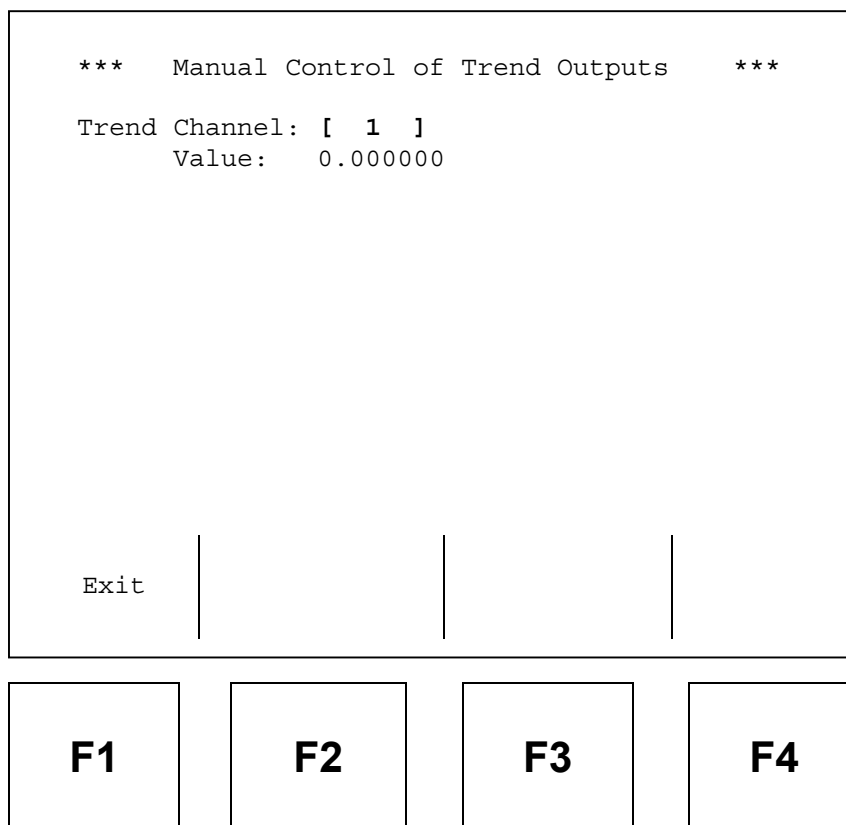 *** Manual Control of Trend Outputs ***
Trend Channel: [ 1 ]
Value: 0.000000
Exit
F1 F2 F3 F4